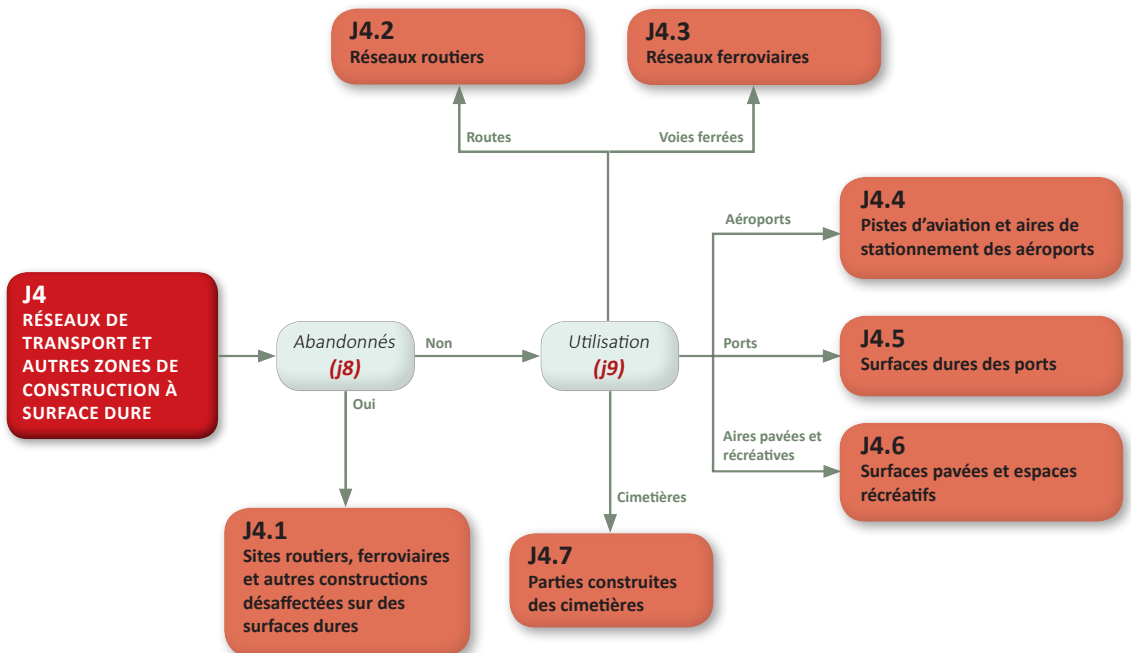 J4.2
Réseaux routiers
J4.3
Réseaux ferroviaires
Routes
Voies ferrées
J4.4
Pistes d’aviation et aires de
stationnement des aéroports
Aéroports
J4
RÉSEAUX DE
TRANSPORT ET
AUTRES ZONES DE
CONSTRUCTION À
SURFACE DURE
Abandonnés
(j8)
Non
Utilisation
(j9)
Ports
J4.5
Surfaces dures des ports
Oui
Aires pavées et
récréatives
J4.6
Surfaces pavées et espaces
récréatifs
Cimetières
J4.1
Sites routiers, ferroviaires
et autres constructions
désaffectées sur des
surfaces dures
J4.7
Parties construites
des cimetières